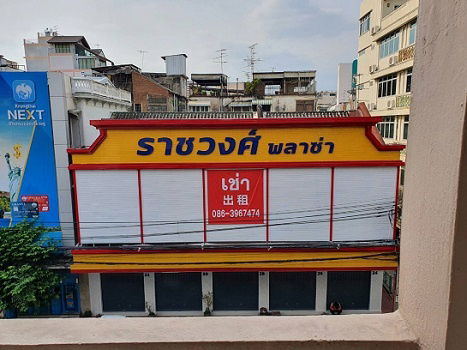 Krungthai
NEXT
ราชวงศ์ พลาซ่า
เช่า
出租
086-3967474